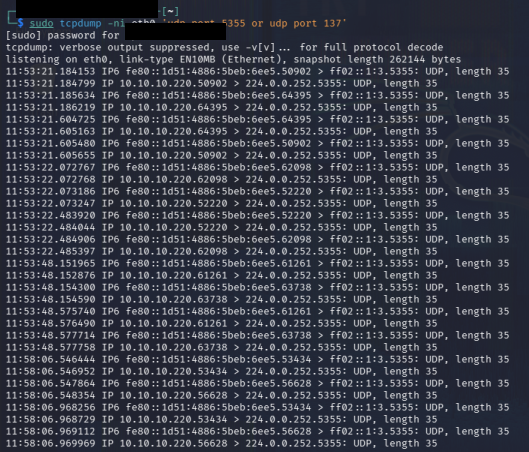 [~]
$ sudo tcpdump -ni eth0 'udp port 5355 or udp port 137'
[sudo] password for
tcpdump: verbose output suppressed, use -v[v]... for full protocol decode
listening on eth0, link-type EN10MB (Ethernet), snapshot length 262144 bytes
11:53:21.184153 IP6 fe80::1d51:4886:5beb:6ee5.50902 > ff02::1:3.5355: UDP, length 35
11:53:21.184799 IP 10.10.10.220.50902 > 224.0.0.252.5355: UDP, length 35
11:53:21.185634 IP6 fe80::1d51:4886:5beb:6ee5.64395 > ff02::1:3.5355: UDP, length 35
11:53:21.186219 IP 10.10.10.220.64395 > 224.0.0.252.5355: UDP, length 35
11:53:21.604725 IP6 fe80::1d51:4886:5beb:6ee5.64395 > ff02::1:3.5355: UDP, length 35
11:53:21.605163 IP 10.10.10.220.64395 > 224.0.0.252.5355: UDP, length 35
11:53:21.605480 IP6 fe80::1d51:4886:5beb:6ee5.50902 > ff02::1:3.5355: UDP, length 35
11:53:21.605655 IP 10.10.10.220.50902 > 224.0.0.252.5355: UDP, length 35
11:53:22.072767 IP6 fe80::1d51:4886:5beb:6ee5.62098 > ff02::1:3.5355: UDP, length 35
11:53:22.072768 IP 10.10.10.220.62098 > 224.0.0.252.5355: UDP, length 35
11:53:22.073186 IP6 fe80::1d51:4886:5beb:6ee5.52220 > ff02::1:3.5355: UDP, length 35
11:53:22.073247 IP 10.10.10.220.52220 > 224.0.0.252.5355: UDP, length 35
11:53:22.483920 IP6 fe80::1d51:4886:5beb:6ee5.52220 > ff02::1:3.5355: UDP, length 35
11:53:22.484044 IP 10.10.10.220.52220 > 224.0.0.252.5355: UDP, length 35
11:53:22.484906 IP6 fe80::1d51:4886:5beb:6ee5.62098 > ff02::1:3.5355: UDP, length 35
11:53:22.485397 IP 10.10.10.220.62098 > 224.0.0.252.5355: UDP, length 35
11:53:48.151965 IP6 fe80::1d51:4886:5beb:6ee5.61261 > ff02::1:3.5355: UDP, length 35
11:53:48.152876 IP 10.10.10.220.61261 > 224.0.0.252.5355: UDP, length 35
11:53:48.154300 IP6 fe80::1d51:4886:5beb:6ee5.63738 > ff02::1:3.5355: UDP, length 35
11:53:48.154590 IP 10.10.10.220.63738 > 224.0.0.252.5355: UDP, length 35
11:53:48.575740 IP6 fe80::1d51:4886:5beb:6ee5.61261 > ff02::1:3.5355: UDP, length 35
11:53:48.576490 IP 10.10.10.220.61261 > 224.0.0.252.5355: UDP, length 35
11:53:48.577714 IP6 fe80::1d51:4886:5beb:6ee5.63738 > ff02::1:3.5355: UDP, length 35
11:53:48.577758 IP 10.10.10.220.63738 > 224.0.0.252.5355: UDP, length 35
11:58:06.546444 IP6 fe80::1d51:4886:5beb:6ee5.53434 > ff02::1:3.5355: UDP, length 35
11:58:06.546952 IP 10.10.10.220.53434 > 224.0.0.252.5355: UDP, length 35
11:58:06.547864 IP6 fe80::1d51:4886:5beb:6ee5.56628 > ff02::1:3.5355: UDP, length 35
11:58:06.548354 IP 10.10.10.220.56628 > 224.0.0.252.5355: UDP, length 35
11:58:06.968256 IP6 fe80::1d51:4886:5beb:6ee5.53434 > ff02::1:3.5355: UDP, length 35
11:58:06.968729 IP 10.10.10.220.53434 > 224.0.0.252.5355: UDP, length 35
11:58:06.969112 IP6 fe80::1d51:4886:5beb:6ee5.56628 > ff02::1:3.5355: UDP, length 35
11:58:06.969969 IP 10.10.10.220.56628 > 224.0.0.252.5355: UDP, length 35